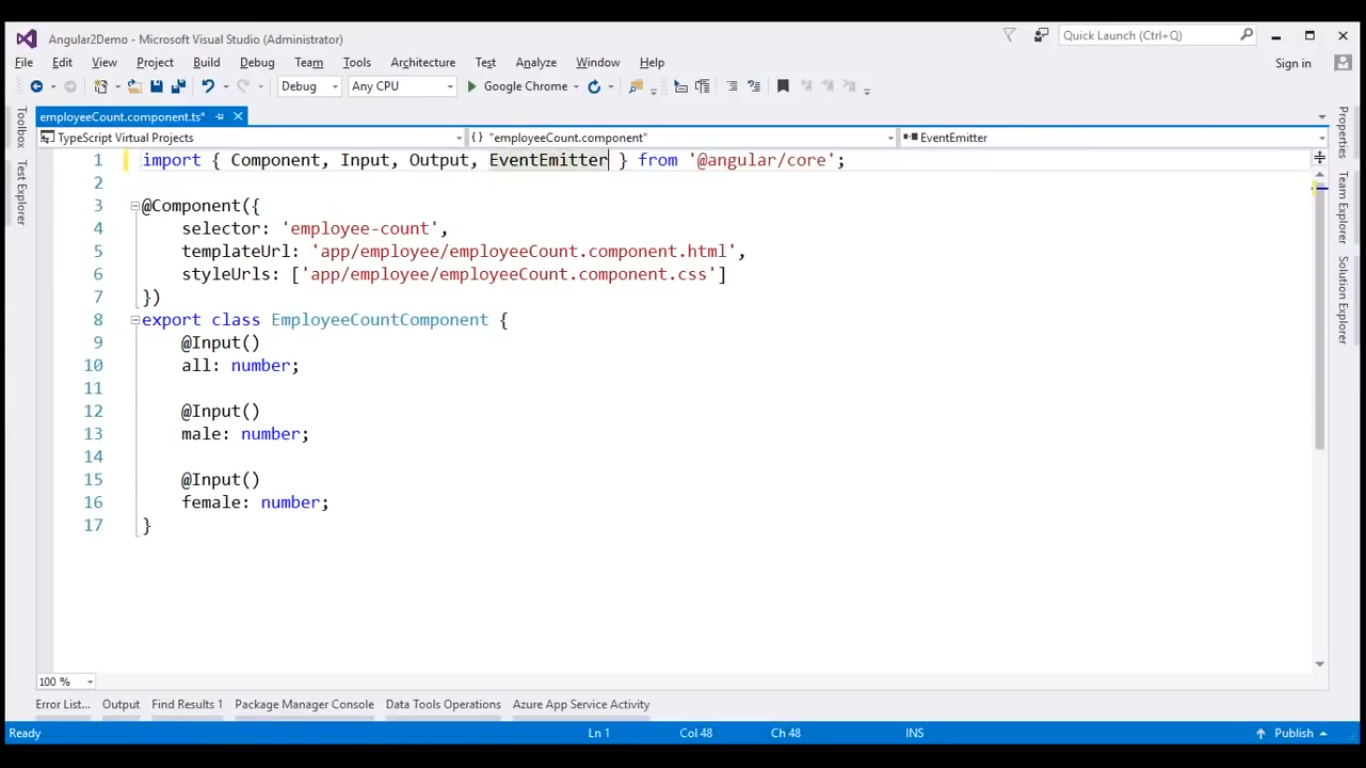 Angular2Demo - Microsoft Visual Studio (Administrator)
Quick Launch (Ctrl+Q)
File Edit View Project Build Debug Team Tools Architecture Test Analyze Window Help
Sign in
Debug Any CPU Google Chrome
employeeCount.component.ts*
TypeScript Virtual Projects {} "employeeCount.component" EventEmitter
1 import { Component, Input, Output, EventEmitter } from '@angular/core';
2
3 @Component({
4 selector: 'employee-count',
5 templateUrl: 'app/employee/employeeCount.component.html',
6 styleUrls: ['app/employee/employeeCount.component.css']
7 })
8 export class EmployeeCountComponent {
9 @Input()
10 all: number;
11
12 @Input()
13 male: number;
14
15 @Input()
16 female: number;
17 }
Toolbox
Test Explorer
Properties
Team Explorer
Solution Explorer
100 %
Error List... Output Find Results 1 Package Manager Console Data Tools Operations Azure App Service Activity
Ready Ln 1 Col 48 Ch 48 INS Publish